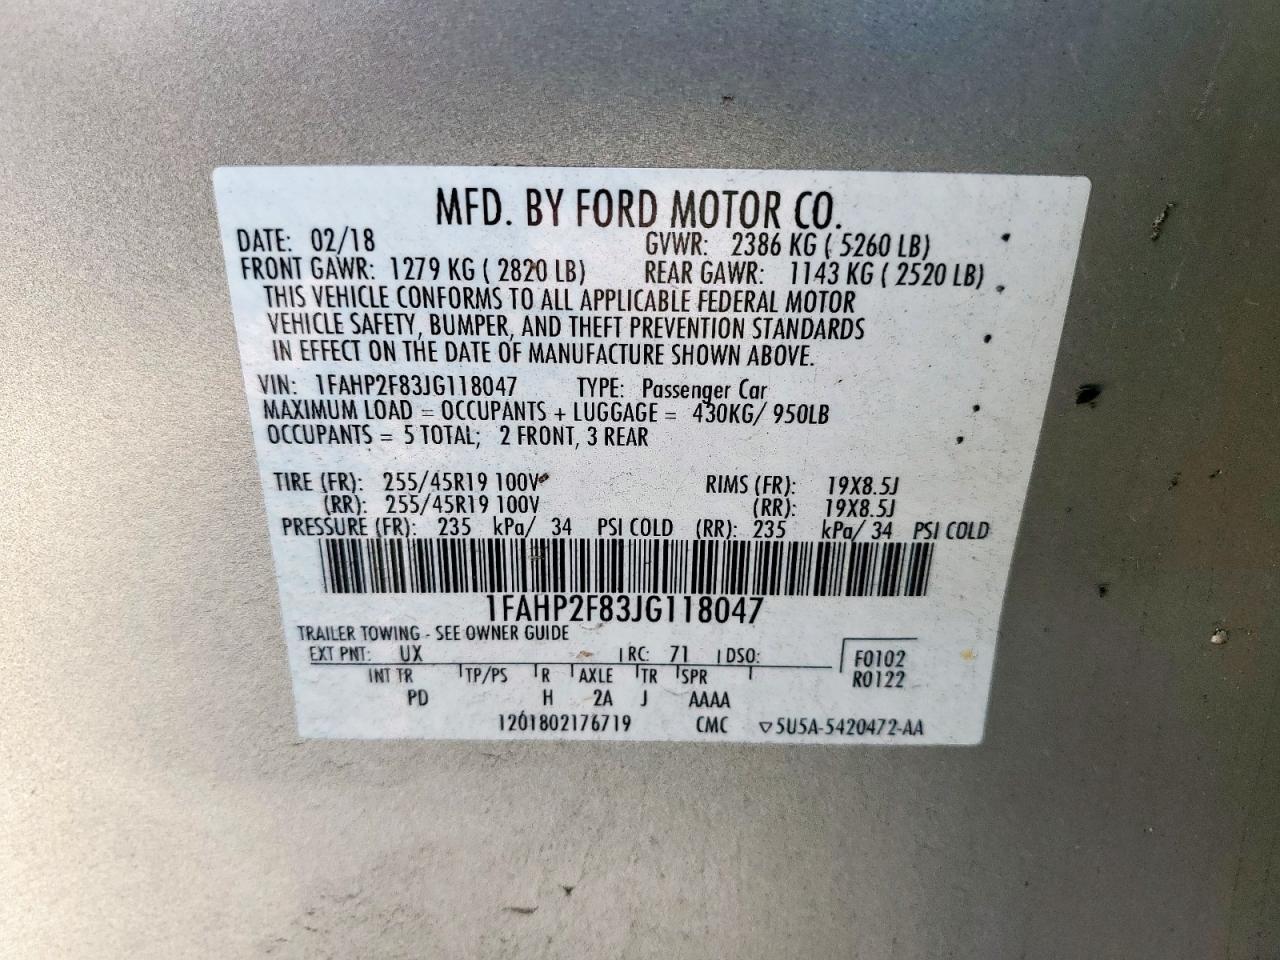 MFD. BY FORD MOTOR CO.
DATE: 02/18 GVWR: 2386 KG ( 5260 LB)
FRONT GAWR: 1279 KG ( 2820 LB) REAR GAWR: 1143 KG ( 2520 LB)
THIS VEHICLE CONFORMS TO ALL APPLICABLE FEDERAL MOTOR
VEHICLE SAFETY, BUMPER, AND THEFT PREVENTION STANDARDS
IN EFFECT ON THE DATE OF MANUFACTURE SHOWN ABOVE.
VIN: 1FAHP2F83JG118047 TYPE: Passenger Car
MAXIMUM LOAD = OCCUPANTS + LUGGAGE = 430KG/ 950LB
OCCUPANTS = 5 TOTAL; 2 FRONT, 3 REAR
TIRE (FR): 255/45R19 100V RIMS (FR): 19X8.5J
(RR): 255/45R19 100V (RR): 19X8.5J
PRESSURE (FR): 235 kPa/ 34 PSI COLD (RR): 235 kPa/ 34 PSI COLD
1FAHP2F83JG118047
TRAILER TOWING - SEE OWNER GUIDE
EXT PNT: UX RC: 71 DSO: F0102
INT TR TP/PS R AXLE TR SPR R0122
PD H 2A J AAAA
1201802176719 CMC ▽5U5A-5420472-AA